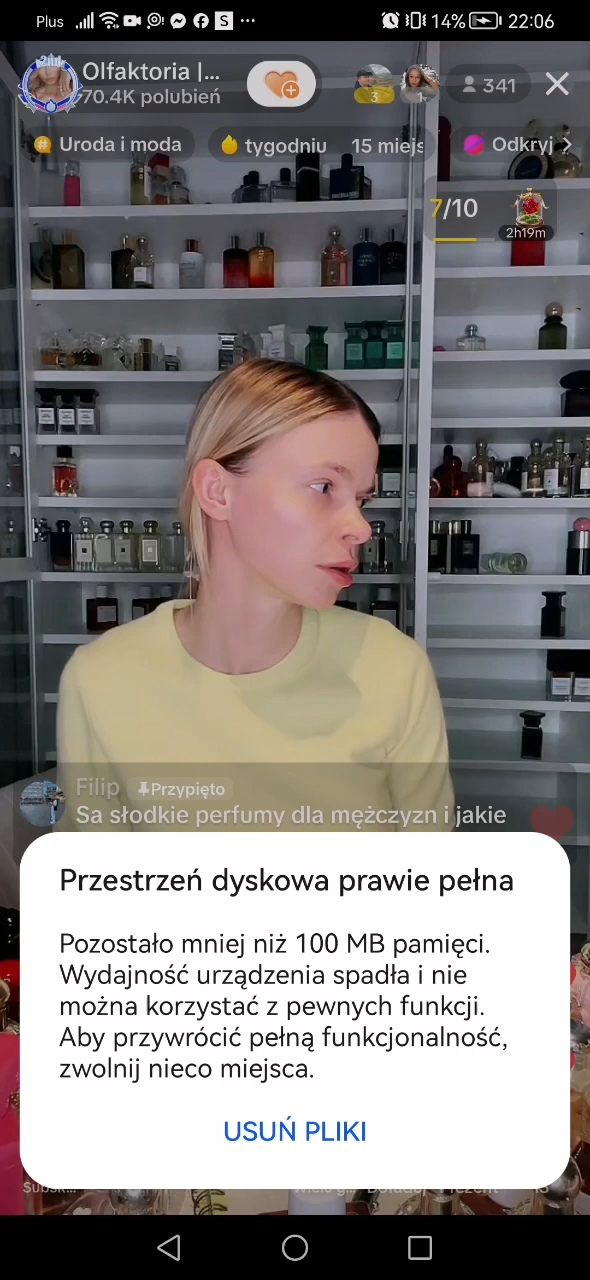 Plus 14% 22:06
2nd
Olfaktoria |...
70.4K polubień
3
341
Uroda i moda
tygodniu 15 miejs
Odkryj
7/10
2h19m
Filip Przypięto
Sa słodkie perfumy dla mężczyzn i jakie
Przestrzeń dyskowa prawie pełna
Pozostało mniej niż 100 MB pamięci.
Wydajność urządzenia spadła i nie
można korzystać z pewnych funkcji.
Aby przywrócić pełną funkcjonalność,
zwolnij nieco miejsca.
USUŃ PLIKI